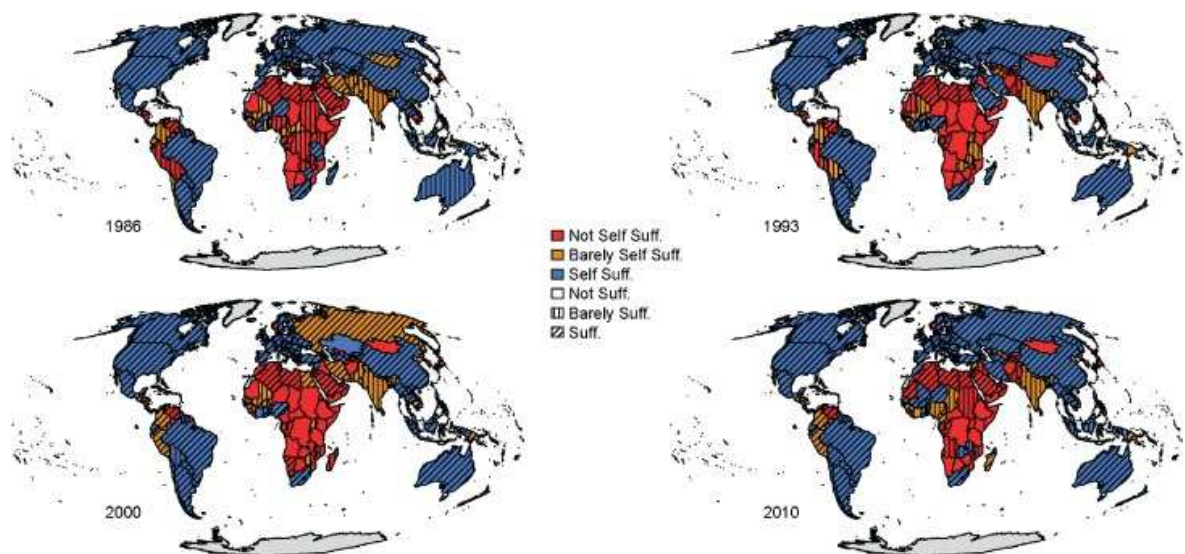 1986
1993
Not Self Suff.
Barely Self Suff.
Self Suff.
Not Suff.
Barely Suff.
Suff.
2000
2010